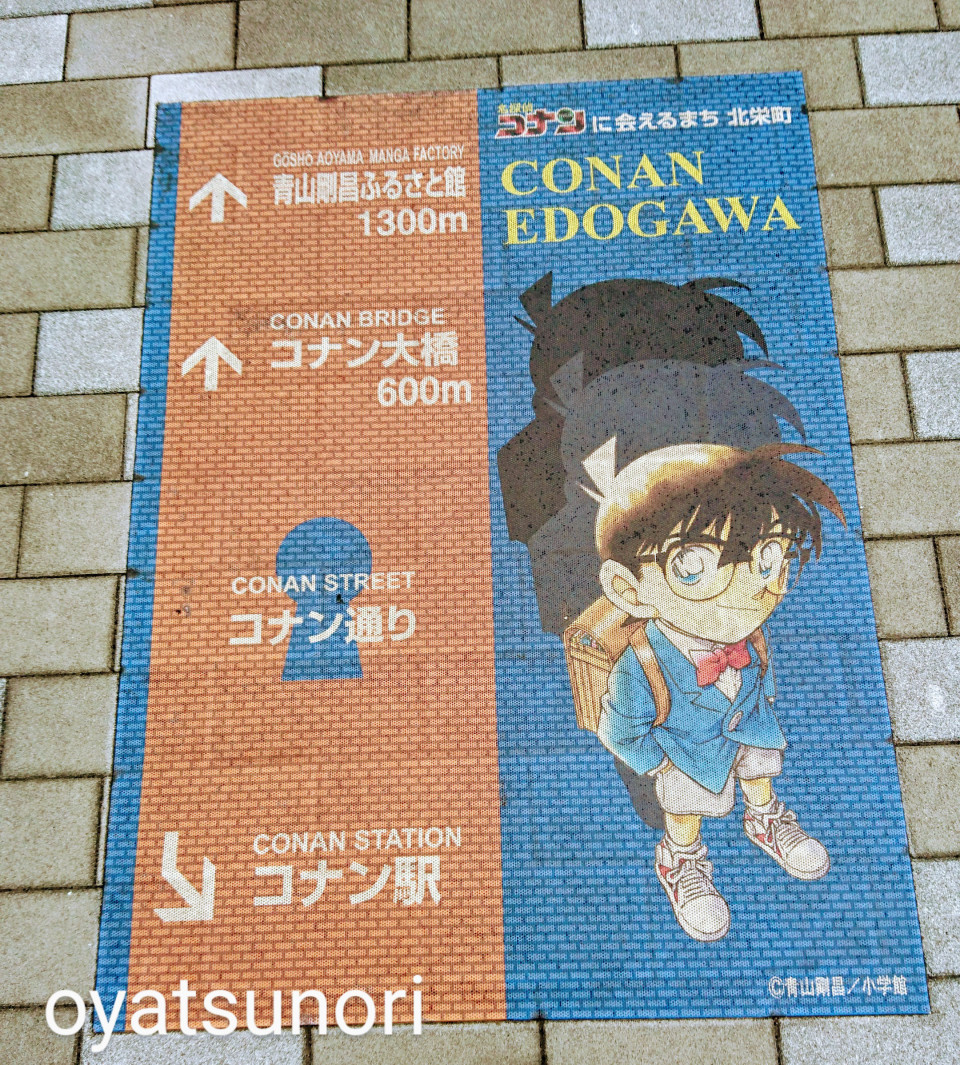 名探偵
コナンに会えるまち 北栄町
CONAN
EDOGAWA
GOSHO AOYAMA MANGA FACTORY
青山剛昌ふるさと館
1300m
CONAN BRIDGE
コナン大橋
600m
CONAN STREET
コナン通り
CONAN STATION
コナン駅
©青山剛昌/小学館
oyatsunori